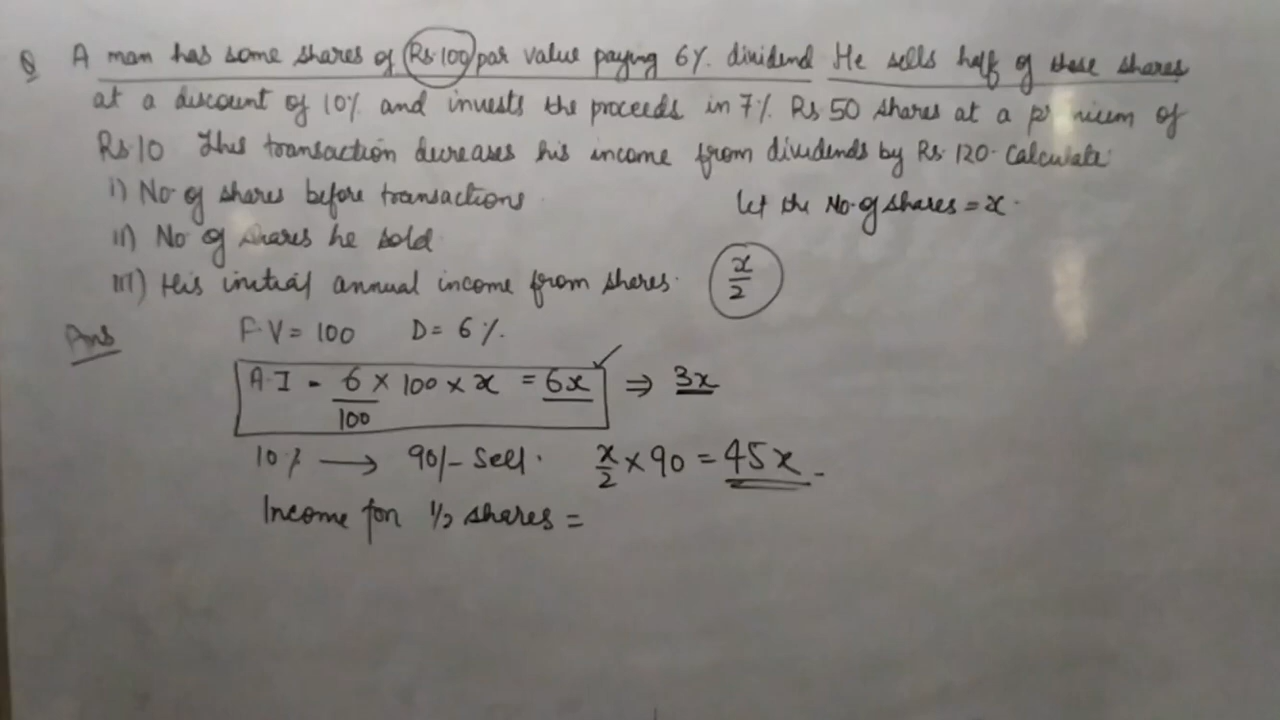 Q A man has some shares of Rs. 100 par value paying 6%. dividend He sells half of these shares
at a discount of 10% and invests the proceeds in 7% Rs 50 shares at a of
Rs. 10 This transaction decreases his income from dividends by Rs. 120. Calculate:
i) No of shares before transactions
Let the No. of shares = x.
ii) No of shares he sold
iii) His initial annual income from shares.
x/2
Ans
F.V = 100 D = 6%.
A.I = 6/100 × 100 × x = 6x ✓ ⇒ 3x
10% → 90/- Sell. x/2 × 90 = 45x
Income for 1/2 shares =